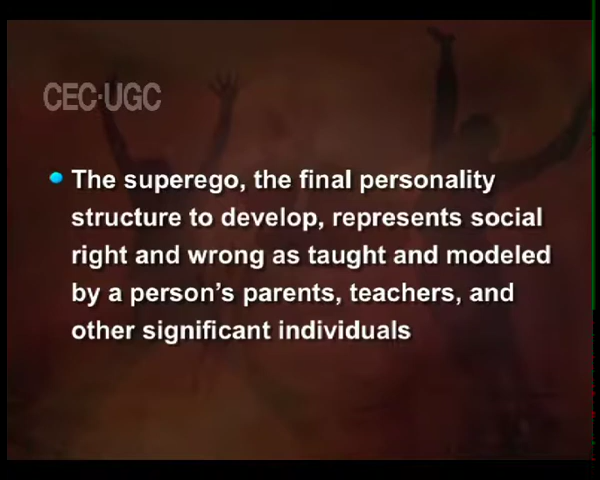 CEC-UGC
The superego, the final personality
structure to develop, represents social
right and wrong as taught and modeled
by a person's parents, teachers, and
other significant individuals